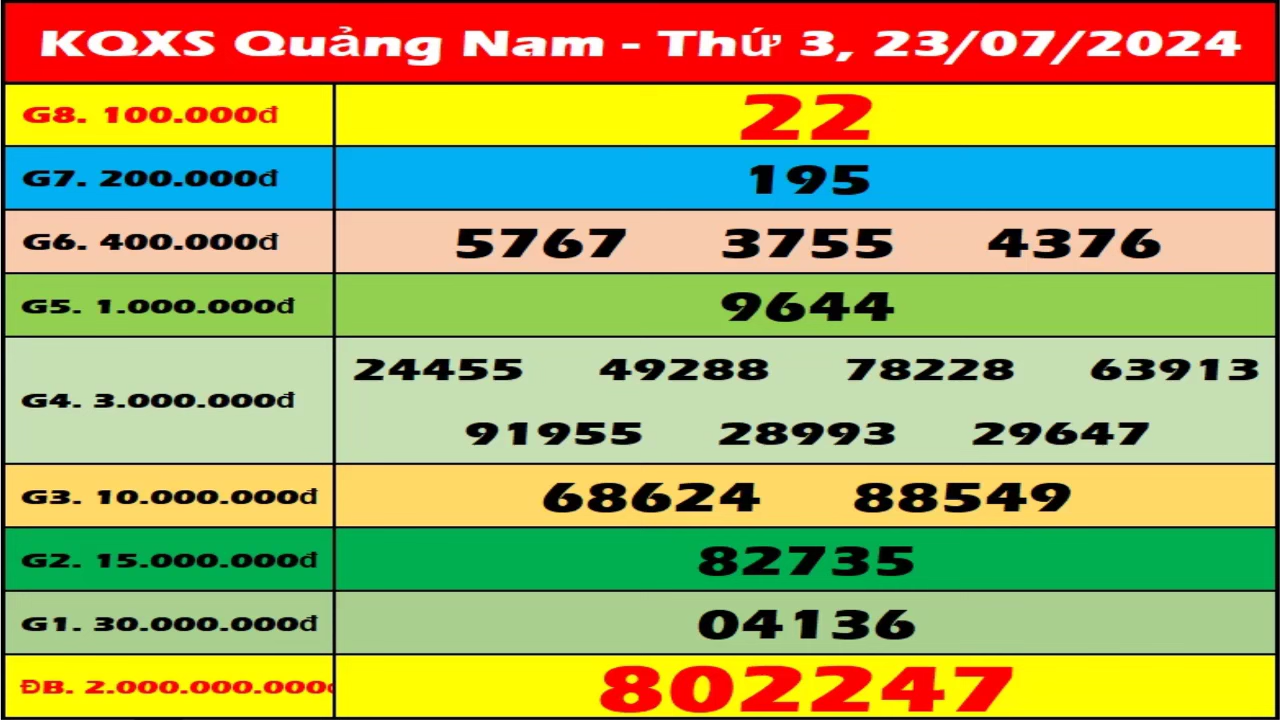 KQXS Quảng Nam - Thứ 3, 23/07/2024
G8. 100.000đ 22
G7. 200.000đ 195
G6. 400.000đ 5767 3755 4376
G5. 1.000.000đ 9644
G4. 3.000.000đ
24455 49288 78228 63913
91955 28993 29647
G3. 10.000.000đ 68624 88549
G2. 15.000.000đ 82735
G1. 30.000.000đ 04136
ĐB. 2.000.000.000đ 802247